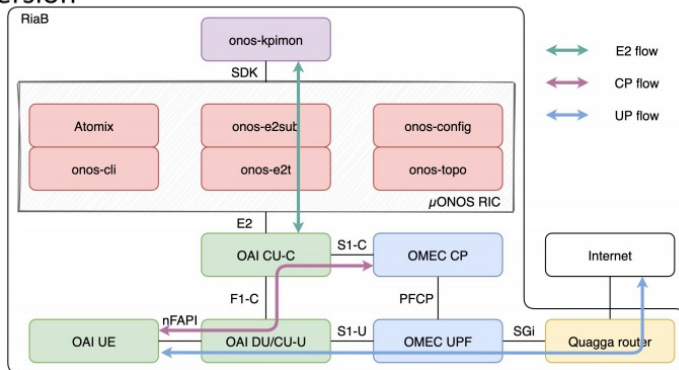 ersion
RiaB
onos-kpimon
SDK
E2 flow
CP flow
UP flow
Atomix
onos-e2sub
onos-config
onos-cli
onos-e2t
onos-topo
µONOS RIC
E2
OAI CU-C
S1-C
OMEC CP
Internet
F1-C
PFCP
nFAPI
OAI UE
OAI DU/CU-U
S1-U
OMEC UPF
SGi
Quagga router